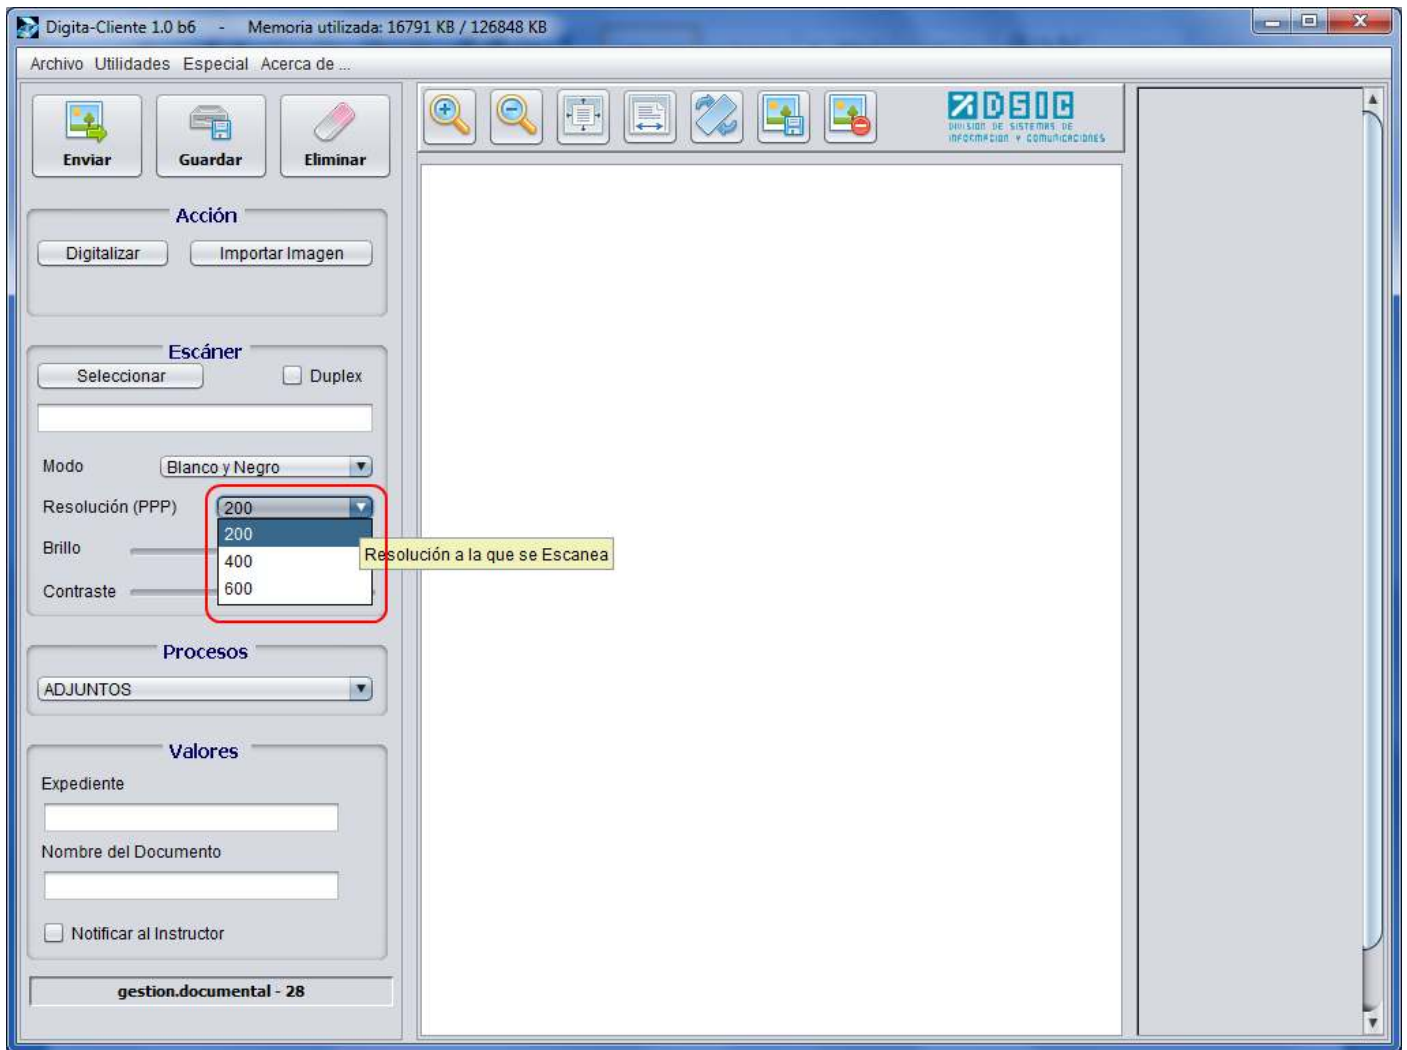 Digita-Cliente 1.0 b6 - Memoria utilizada: 16791 KB / 126848 KB
Archivo Utilidades Especial Acerca de ...
Enviar Guardar Eliminar
DSIC
DIVISION DE SISTEMAS DE
INFORMACION Y COMUNICACIONES
Acción
Digitalizar Importar Imagen
Escáner
Seleccionar Duplex
Modo Blanco y Negro
Resolución (PPP) 200
200
Brillo
Resolución a la que se Escanea
400
Contraste 600
Procesos
ADJUNTOS
Valores
Expediente
Nombre del Documento
Notificar al Instructor
gestion.documental - 28